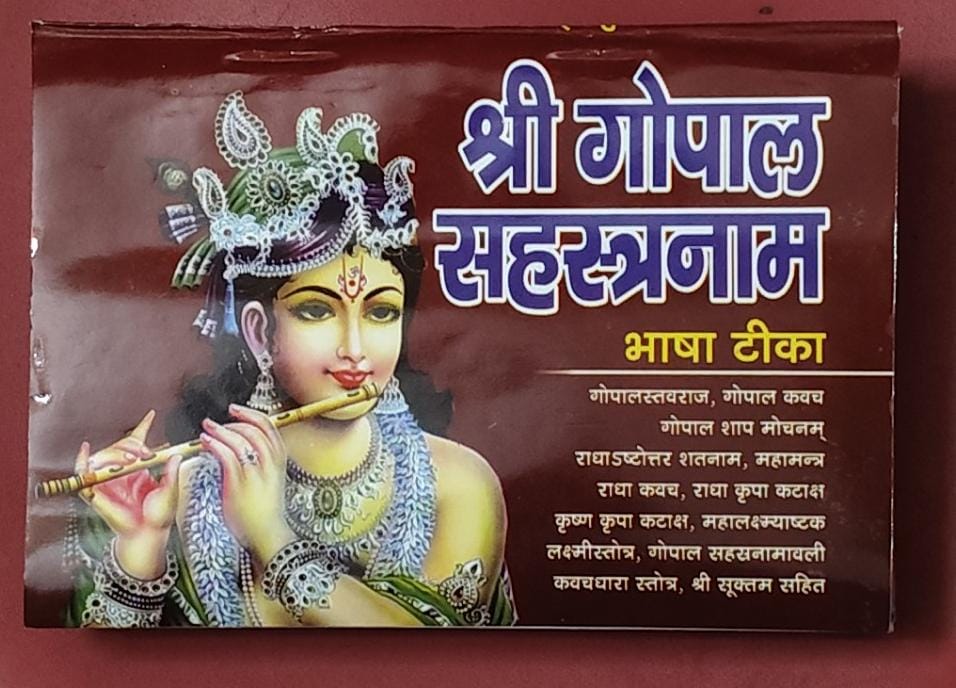 श्री गोपाल
सहस्त्रनाम
भाषा टीका
गोपालस्तवराज, गोपाल कवच
गोपाल शाप मोचनम्
राधाऽष्टोत्तर शतनाम, महामन्त्र
राधा कवच, राधा कृपा कटाक्ष
कृष्ण कृपा कटाक्ष, महालक्ष्म्याष्टक
लक्ष्मीस्तोत्र, गोपाल सहस्रनामावली
कवचधारा स्तोत्र, श्री सूक्तम सहित